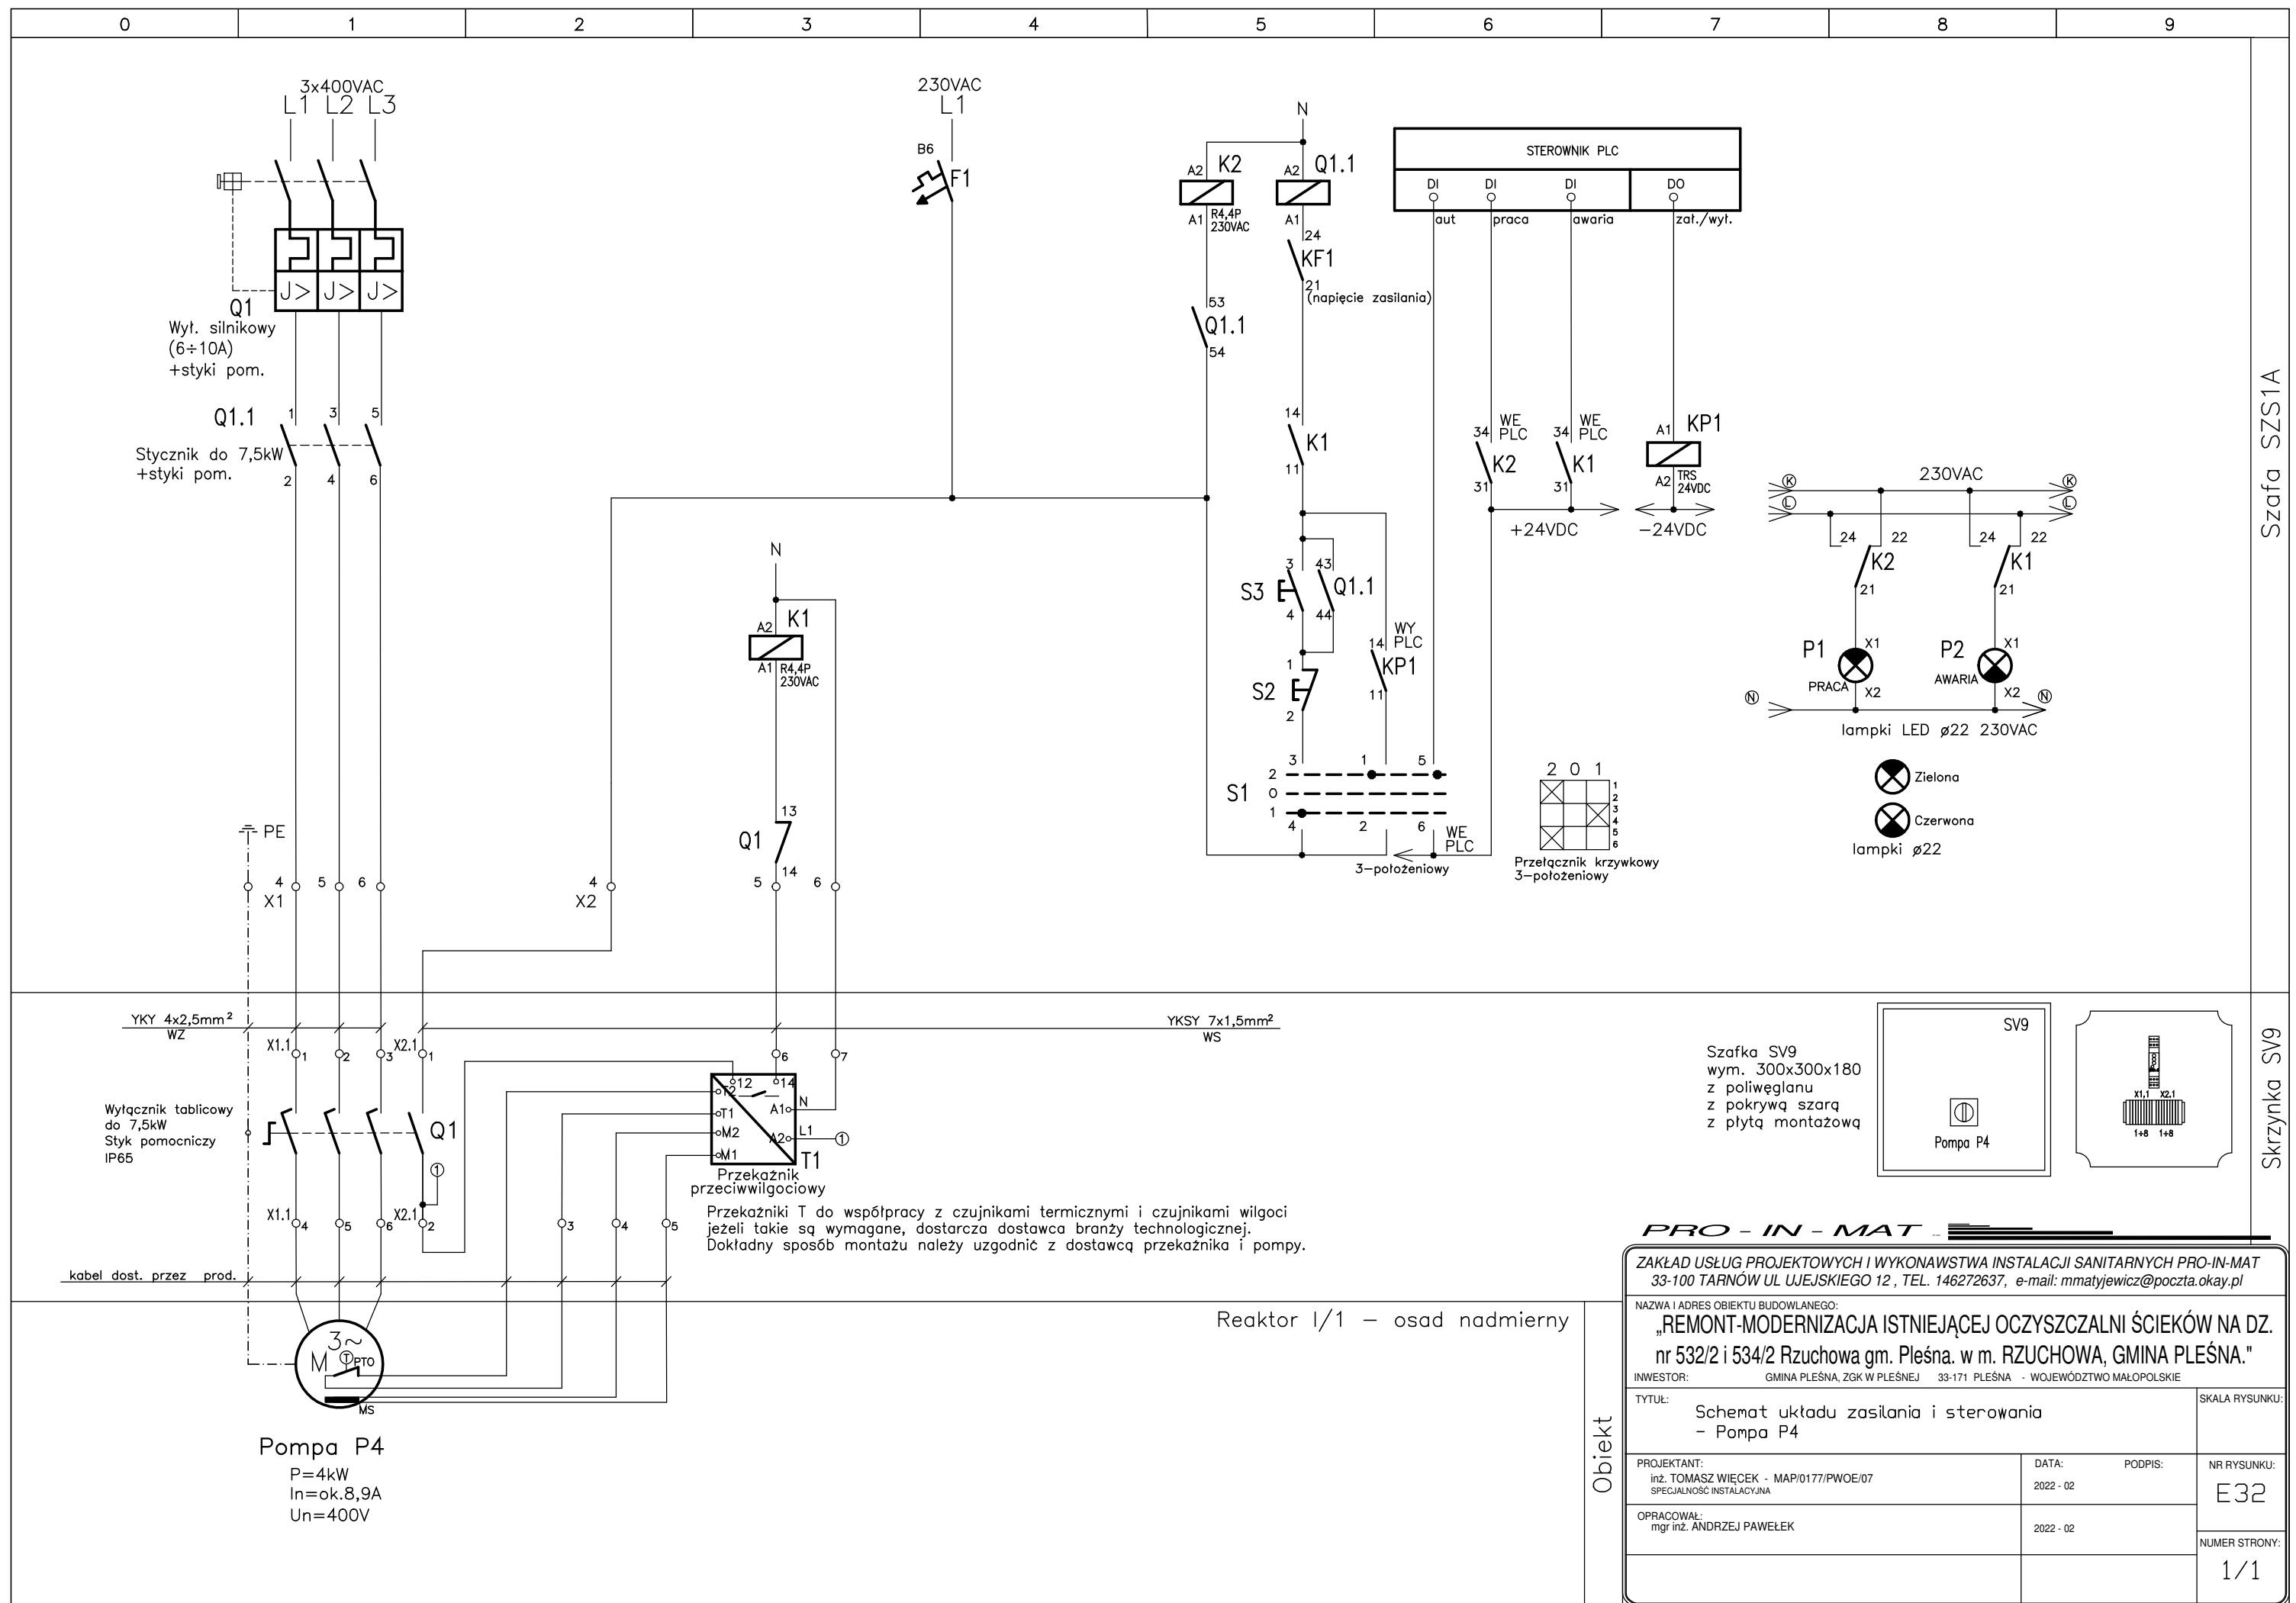 0 1 2 3 4 5 6 7 8 9
3x400VAC
L1 L2 L3
J> J> J>
Q1
Wył. silnikowy
(6÷10A)
+styki pom.
Q1.1
1 3 5
Stycznik do 7,5kW
+styki pom.
2 4 6
230VAC
L1
B6
F1
N
A2 K2
A1 R4,4P
230VAC
A2 Q1.1
A1
24
KF1
21
(napięcie zasilania)
53
Q1.1
54
14
K1
11
STEROWNIK PLC
DI DI DI DO
aut praca awaria zał./wył.
34 WE
PLC
K2
31
34 WE
PLC
K1
31
+24VDC
A1 KP1
A2 TRS
24VDC
-24VDC
S3 3 43 Q1.1
4 44
1
S2
2
WY
14 PLC
KP1
11
3 1 5
S1
2
0
1
4 2 6
WE
PLC
3-położeniowy
2 0 1
1
2
3
4
5
6
Przełącznik krzywkowy
3-położeniowy
K 230VAC K
L L
24 22 24 22
K2 K1
21 21
P1 X1 P2 X1
PRACA X2 AWARIA X2
N N
lampki LED ø22 230VAC
Zielona
Czerwona
lampki ø22
Szafa SZS1A
N
A2 K1
A1 R4,4P
230VAC
13
Q1
14
PE
4 5 6
X1
4
X2
5 6
YKY 4x2,5mm²
WZ
YKSY 7x1,5mm²
WS
X1.1 1 2 3 X2.1 1
6 7
Wyłącznik tablicowy
do 7,5kW
Styk pomocniczy
IP65
Q1
1
12 14
T2
T1
M2
M1
A1 N
A2 L1 1
T1
Przekaźnik
przeciwwilgociowy
X1.1 4 5 6 X2.1 2
3 4 5
Przekaźniki T do współpracy z czujnikami termicznymi i czujnikami wilgoci
jeżeli takie są wymagane, dostarcza dostawca branży technologicznej.
Dokładny sposób montażu należy uzgodnić z dostawcą przekaźnika i pompy.
kabel dost. przez prod.
3~
M T PTO
MS
Pompa P4
P=4kW
In=ok.8,9A
Un=400V
Szafka SV9
wym. 300x300x180
z poliwęglanu
z pokrywą szarą
z płytą montażową
SV9
Pompa P4
X1,1 X2.1
1÷8 1÷8
Skrzynka SV9
Reaktor I/1 – osad nadmierny
Obiekt
PRO - IN - MAT
ZAKŁAD USŁUG PROJEKTOWYCH I WYKONAWSTWA INSTALACJI SANITARNYCH PRO-IN-MAT
33-100 TARNÓW UL UJEJSKIEGO 12 , TEL. 146272637, e-mail: mmatyjewicz@poczta.okay.pl
NAZWA I ADRES OBIEKTU BUDOWLANEGO:
„REMONT-MODERNIZACJA ISTNIEJĄCEJ OCZYSZCZALNI ŚCIEKÓW NA DZ.
nr 532/2 i 534/2 Rzuchowa gm. Pleśna. w m. RZUCHOWA, GMINA PLEŚNA."
INWESTOR: GMINA PLEŚNA, ZGK W PLEŚNEJ 33-171 PLEŚNA - WOJEWÓDZTWO MAŁOPOLSKIE
TYTUŁ:
Schemat układu zasilania i sterowania
- Pompa P4
SKALA RYSUNKU:
PROJEKTANT:
inż. TOMASZ WIĘCEK - MAP/0177/PWOE/07
SPECJALNOŚĆ INSTALACYJNA
DATA: PODPIS:
2022 - 02
NR RYSUNKU:
E32
OPRACOWAŁ:
mgr inż. ANDRZEJ PAWEŁEK
2022 - 02
NUMER STRONY:
1/1